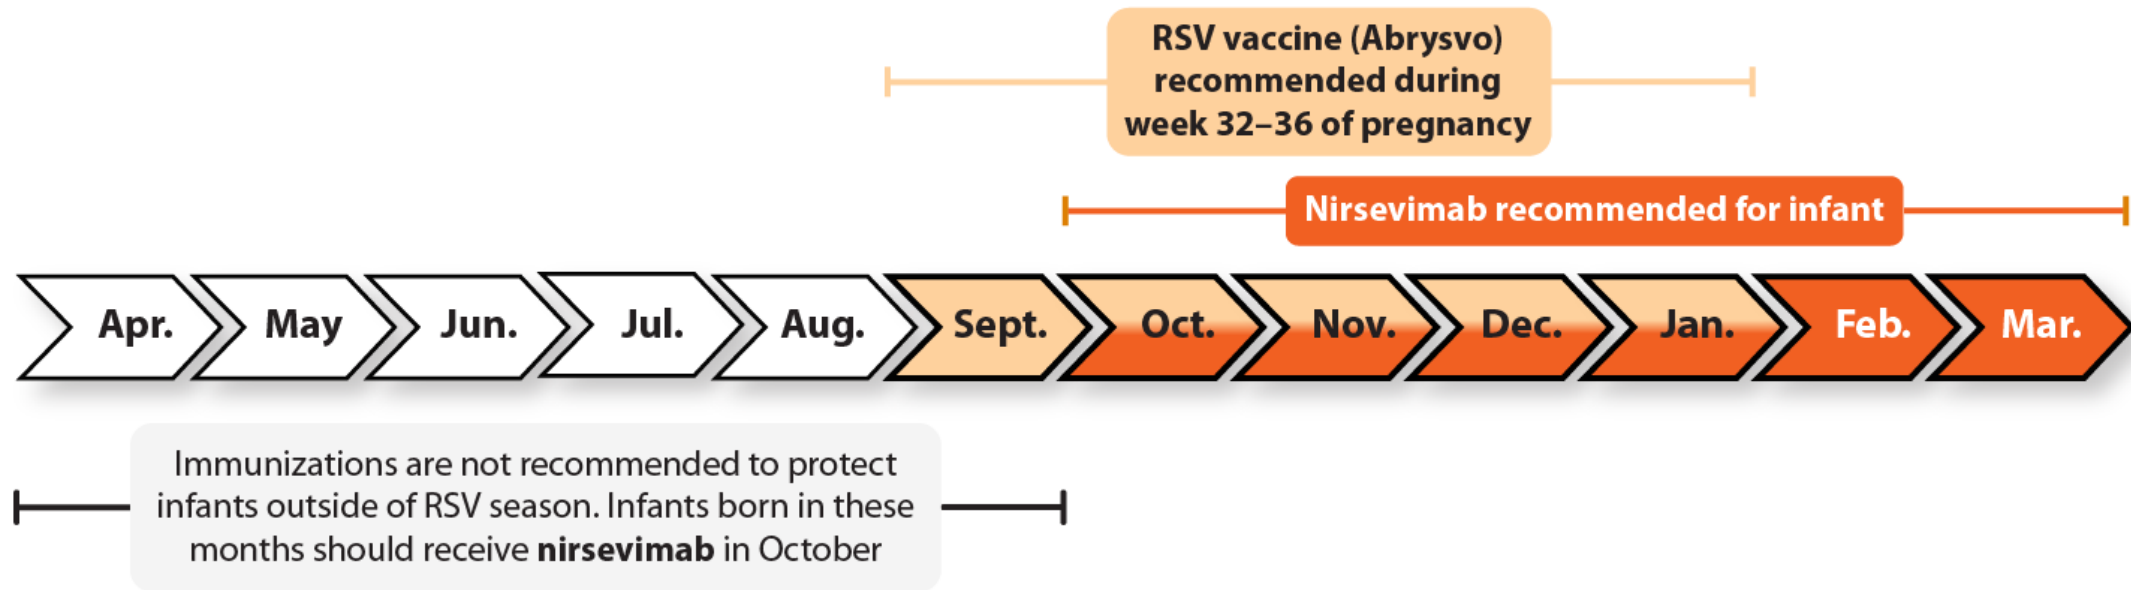 RSV vaccine (Abrysvo)
recommended during
week 32–36 of pregnancy
Nirsevimab recommended for infant
Apr. May Jun. Jul. Aug. Sept. Oct. Nov. Dec. Jan. Feb. Mar.
Immunizations are not recommended to protect
infants outside of RSV season. Infants born in these
months should receive nirsevimab in October